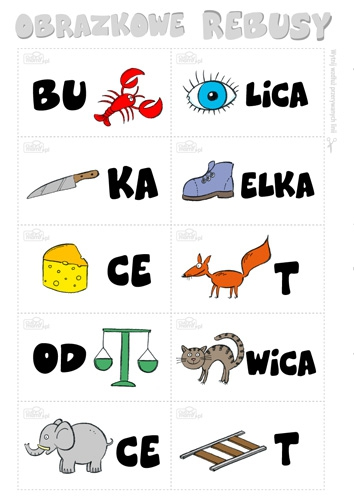 OBRAZKOWE REBUSY
BU
LICA
KA
ELKA
CE
T
OD
WICA
CE
T